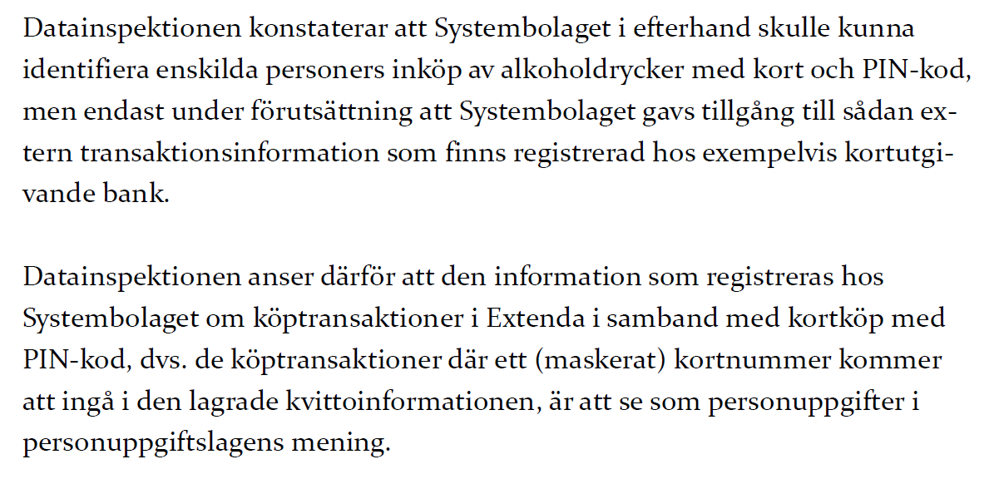 Datainspektionen konstaterar att Systembolaget i efterhand skulle kunna
identifiera enskilda personers inköp av alkoholdrycker med kort och PIN-kod,
men endast under förutsättning att Systembolaget gavs tillgång till sådan ex-
tern transaktionsinformation som finns registrerad hos exempelvis kortutgi-
vande bank.
Datainspektionen anser därför att den information som registreras hos
Systembolaget om köptransaktioner i Extenda i samband med kortköp med
PIN-kod, dvs. de köptransaktioner där ett (maskerat) kortnummer kommer
att ingå i den lagrade kvittoinformationen, är att se som personuppgifter i
personuppgiftslagens mening.